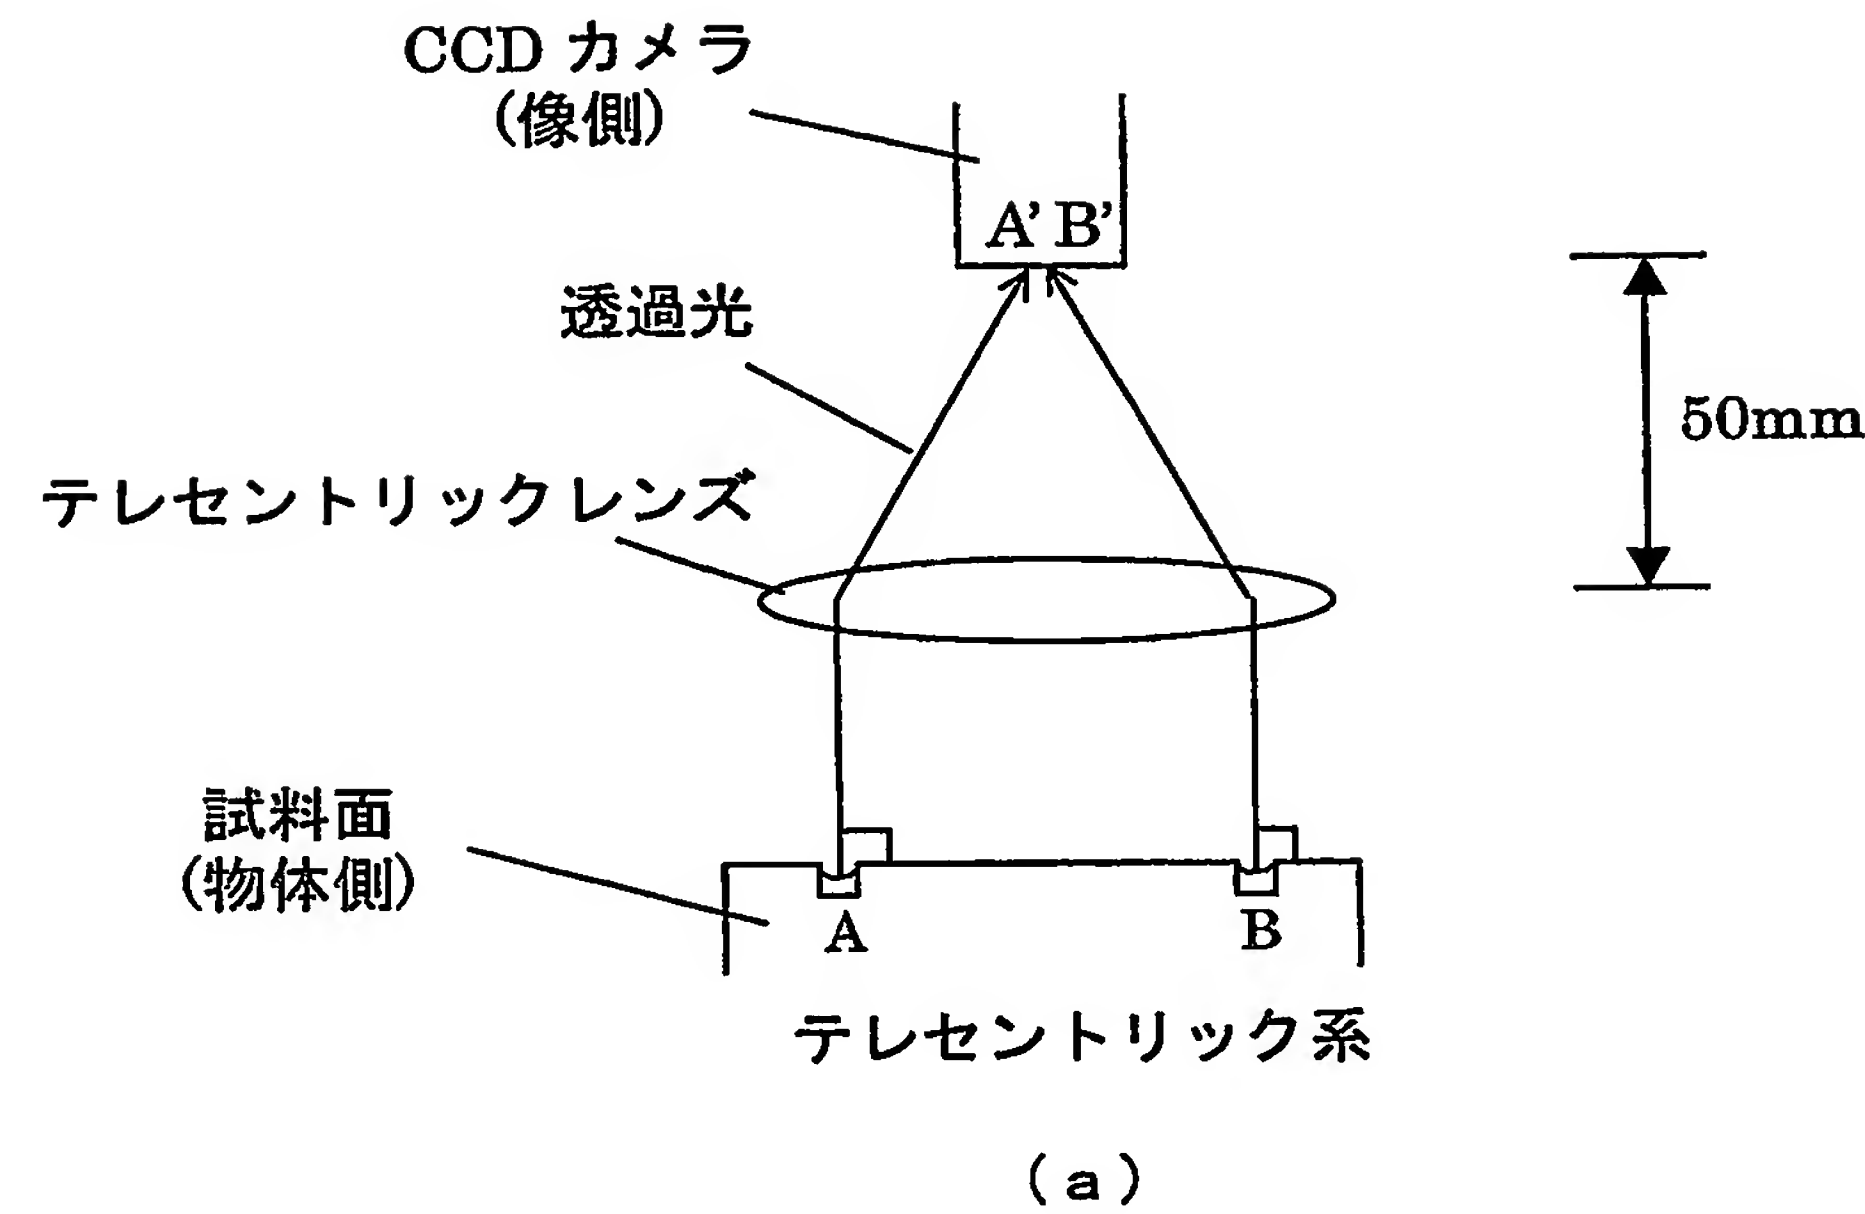 CCD カメラ
(像側)
A' B'
透過光
50mm
テレセントリックレンズ
試料面
(物体側)
A
B
テレセントリック系
(a)